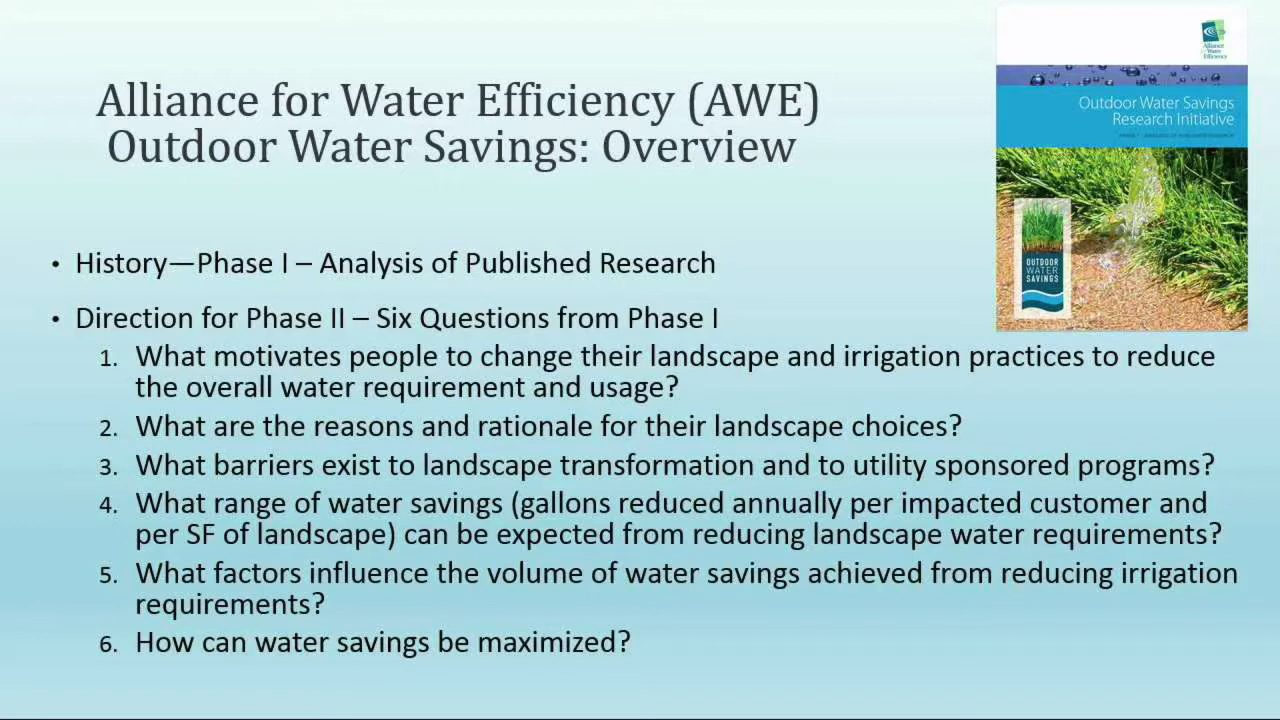 Alliance for Water Efficiency (AWE)
Outdoor Water Savings: Overview
Alliance
for Water
Efficiency
Outdoor Water Savings
Research Initiative
OUTDOOR
WATER
SAVINGS
• History—Phase I – Analysis of Published Research
• Direction for Phase II – Six Questions from Phase I
1. What motivates people to change their landscape and irrigation practices to reduce
the overall water requirement and usage?
2. What are the reasons and rationale for their landscape choices?
3. What barriers exist to landscape transformation and to utility sponsored programs?
4. What range of water savings (gallons reduced annually per impacted customer and
per SF of landscape) can be expected from reducing landscape water requirements?
5. What factors influence the volume of water savings achieved from reducing irrigation
requirements?
6. How can water savings be maximized?